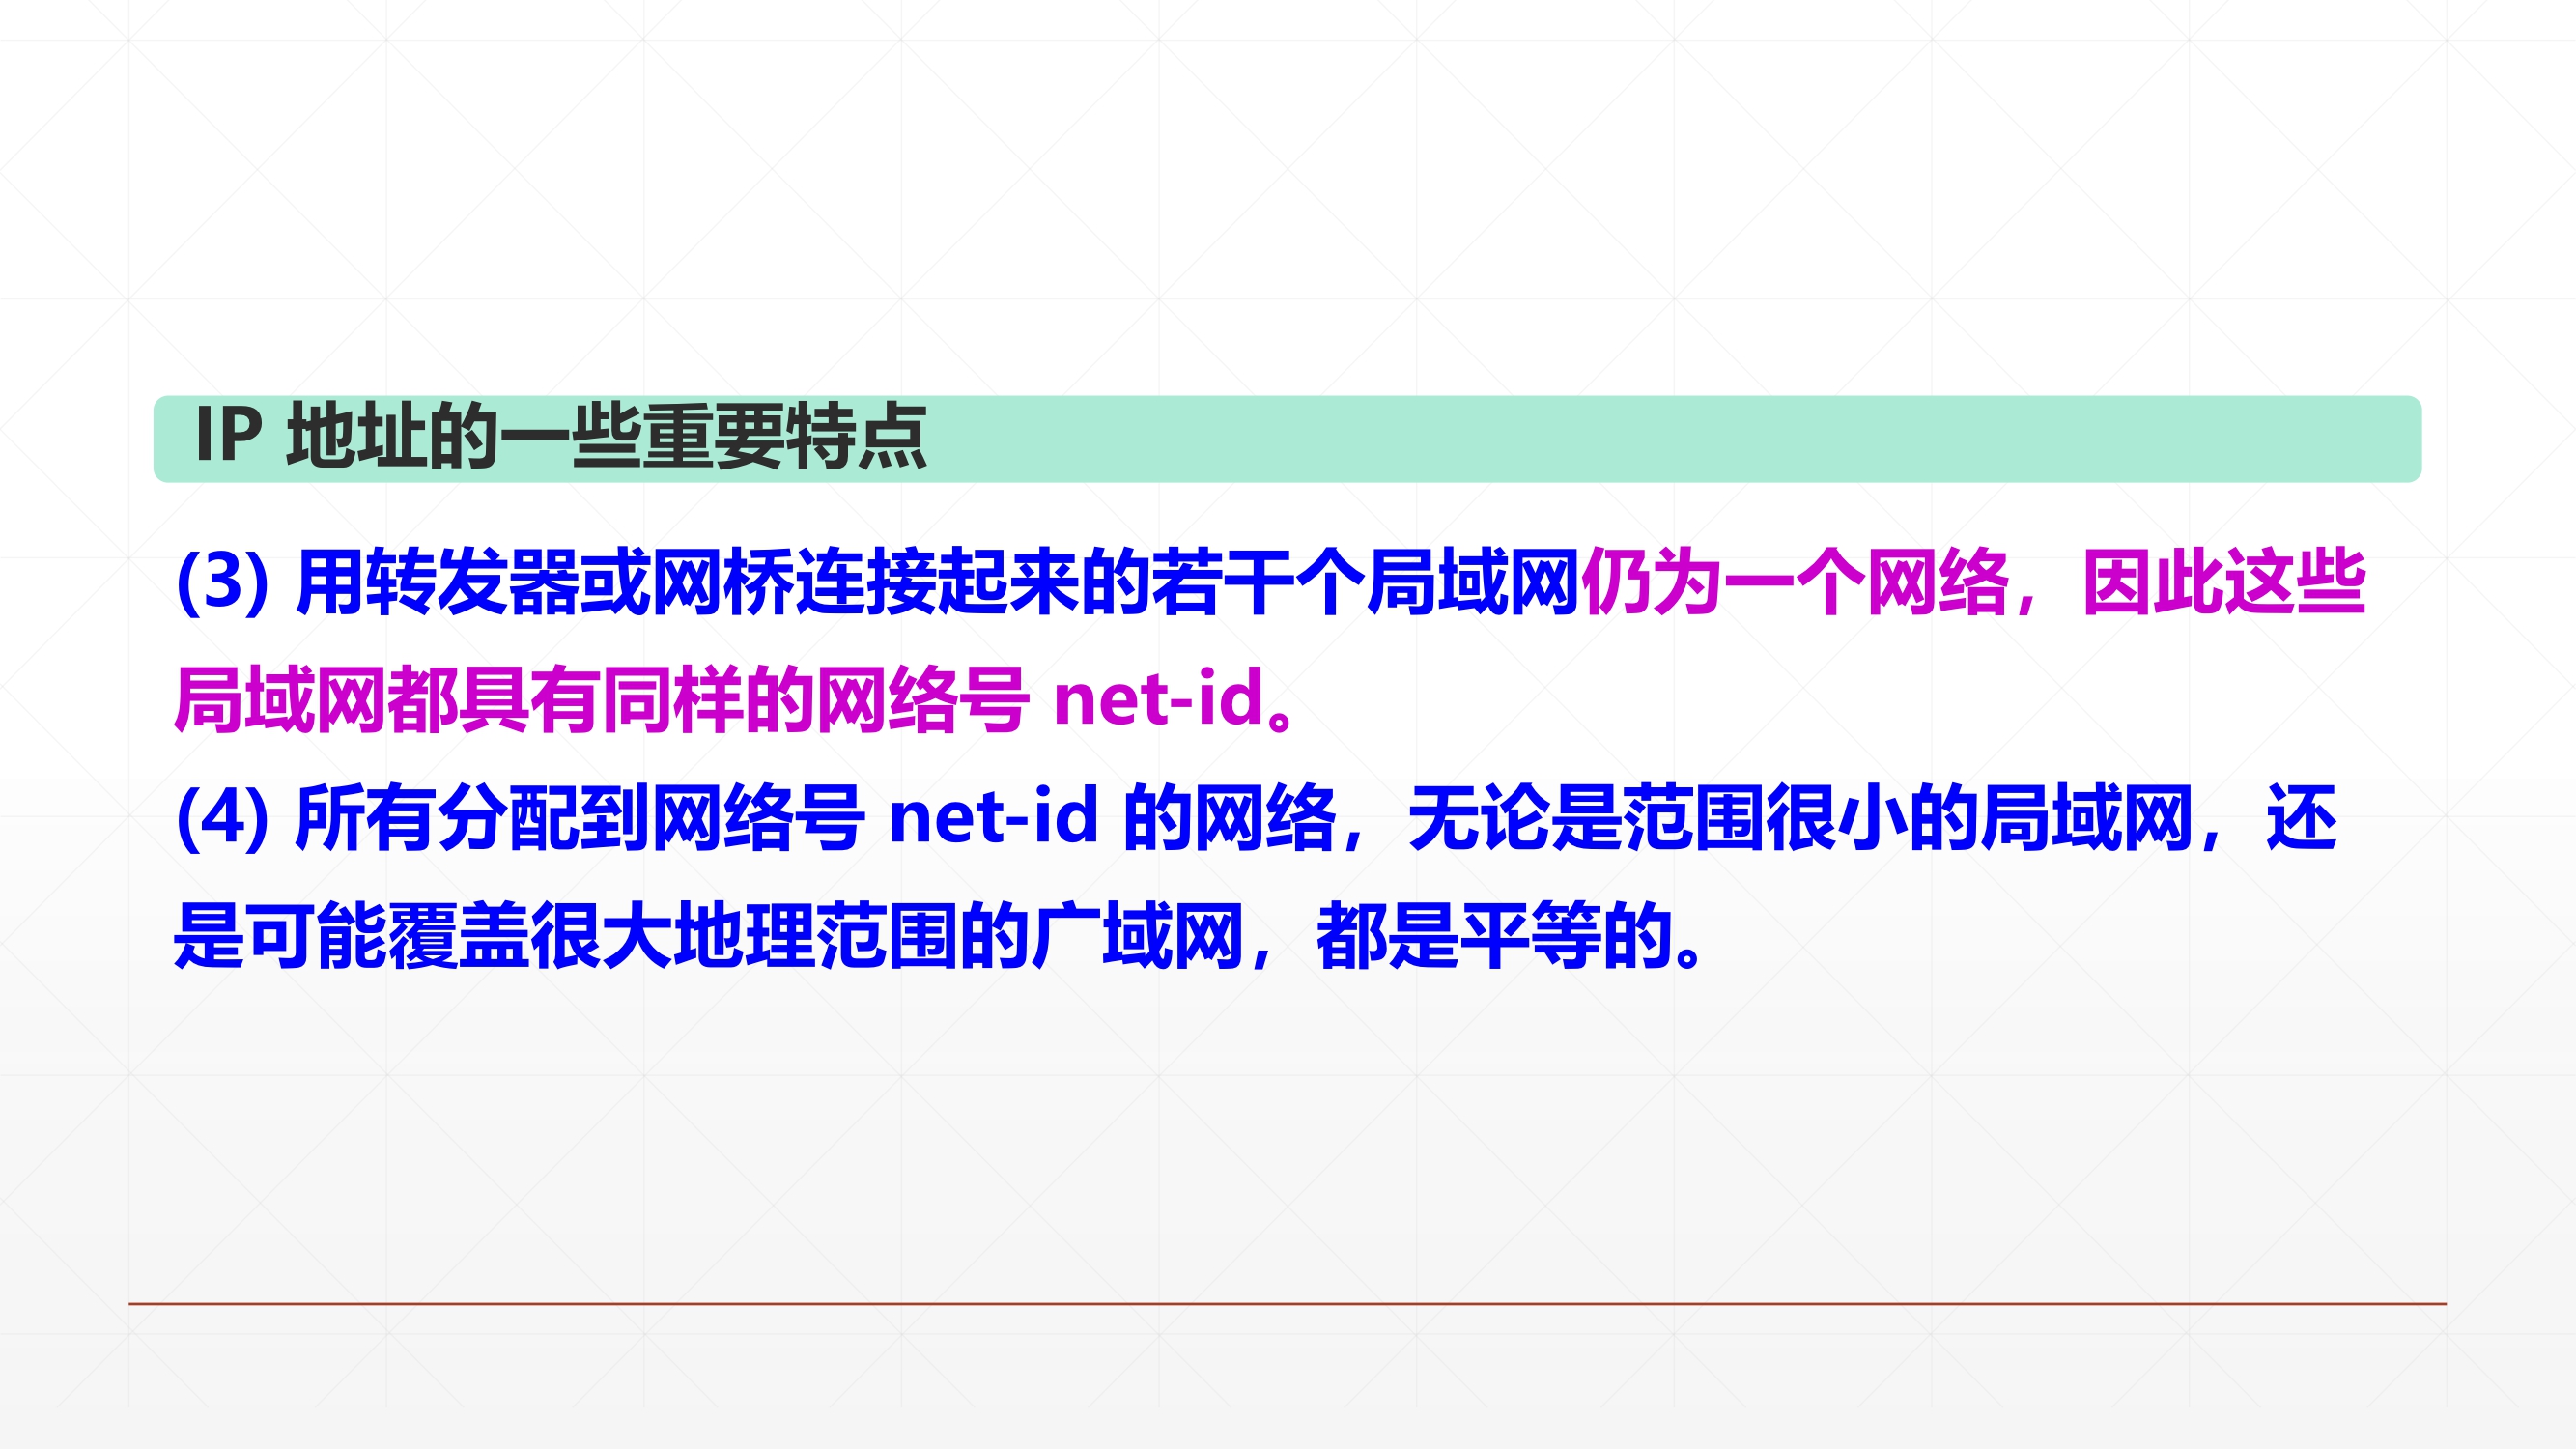 IP 地址的一些重要特点
(3) 用转发器或网桥连接起来的若干个局域网仍为一个网络，因此这些
局域网都具有同样的网络号 net-id。
(4) 所有分配到网络号 net-id 的网络，无论是范围很小的局域网，还
是可能覆盖很大地理范围的广域网，都是平等的。